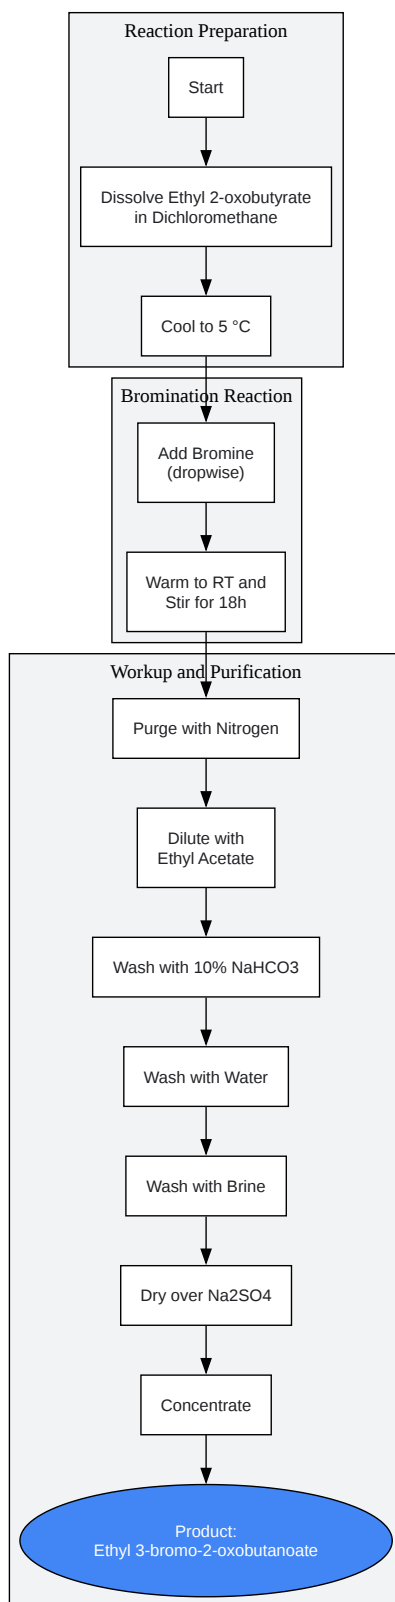 Reaction Preparation
Start
Dissolve Ethyl 2-oxobutyrate
in Dichloromethane
Cool to 5 °C
Bromination Reaction
Add Bromine
(dropwise)
Warm to RT and
Stir for 18h
Workup and Purification
Purge with Nitrogen
Dilute with
Ethyl Acetate
Wash with 10% NaHCO3
Wash with Water
Wash with Brine
Dry over Na2SO4
Concentrate
Product:
Ethyl 3-bromo-2-oxobutanoate